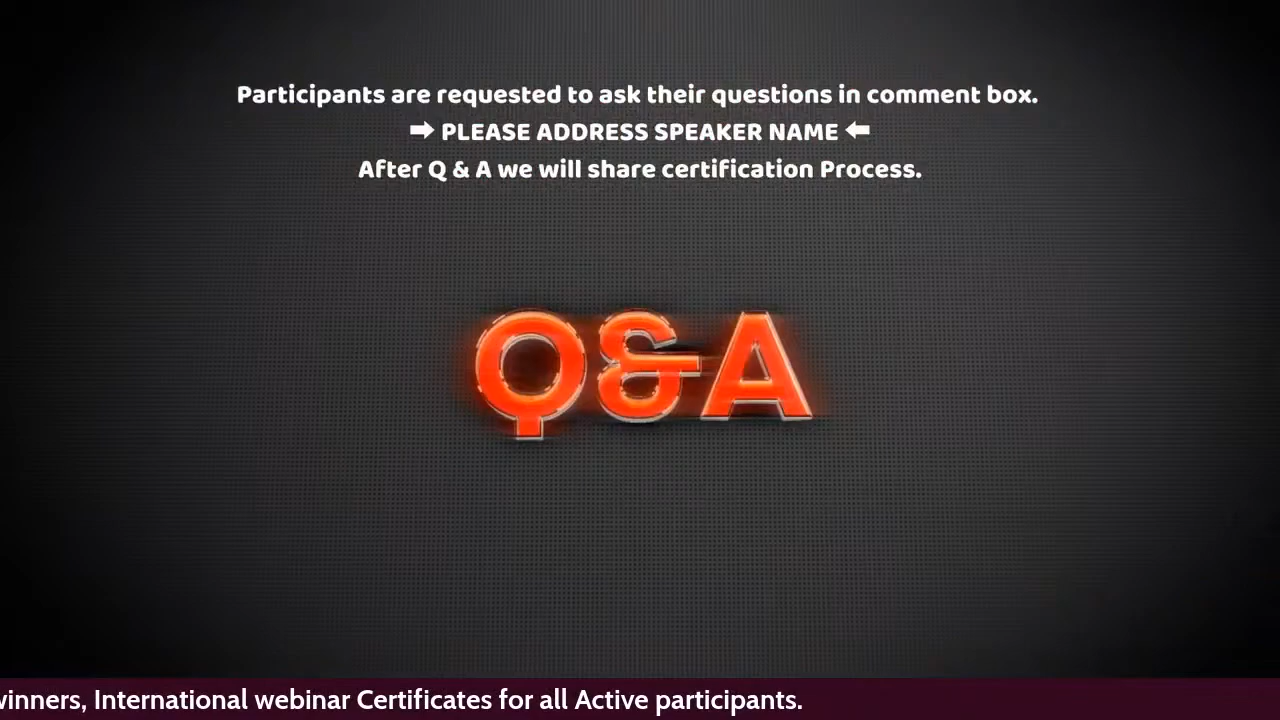 Participants are requested to ask their questions in comment box.
➡ PLEASE ADDRESS SPEAKER NAME ⬅
After Q & A we will share certification Process.
Q&A
winners, International webinar Certificates for all Active participants.